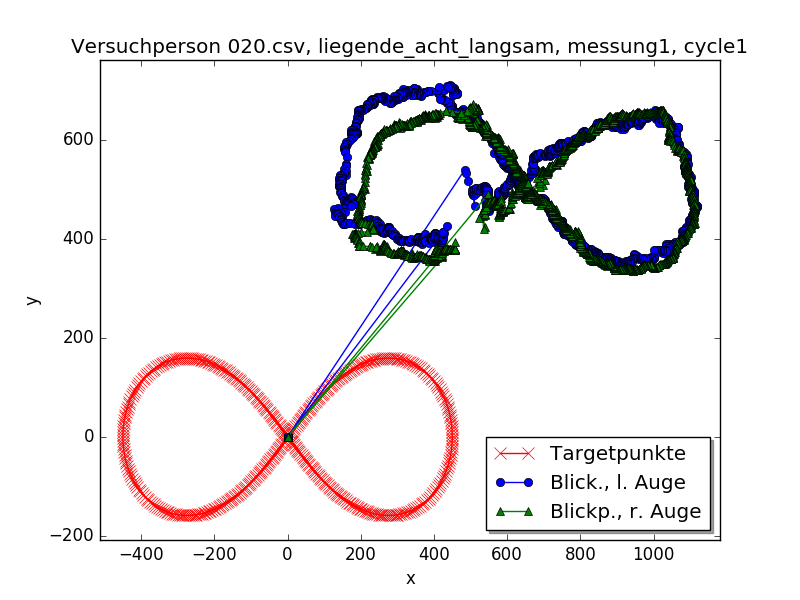 Versuchperson 020.csv, liegende_acht_langsam, messung1, cycle1
y
600
400
200
0
−200
−400
−200
0
200
400
600
800
1000
x
Targetpunkte
Blick., l. Auge
Blickp., r. Auge